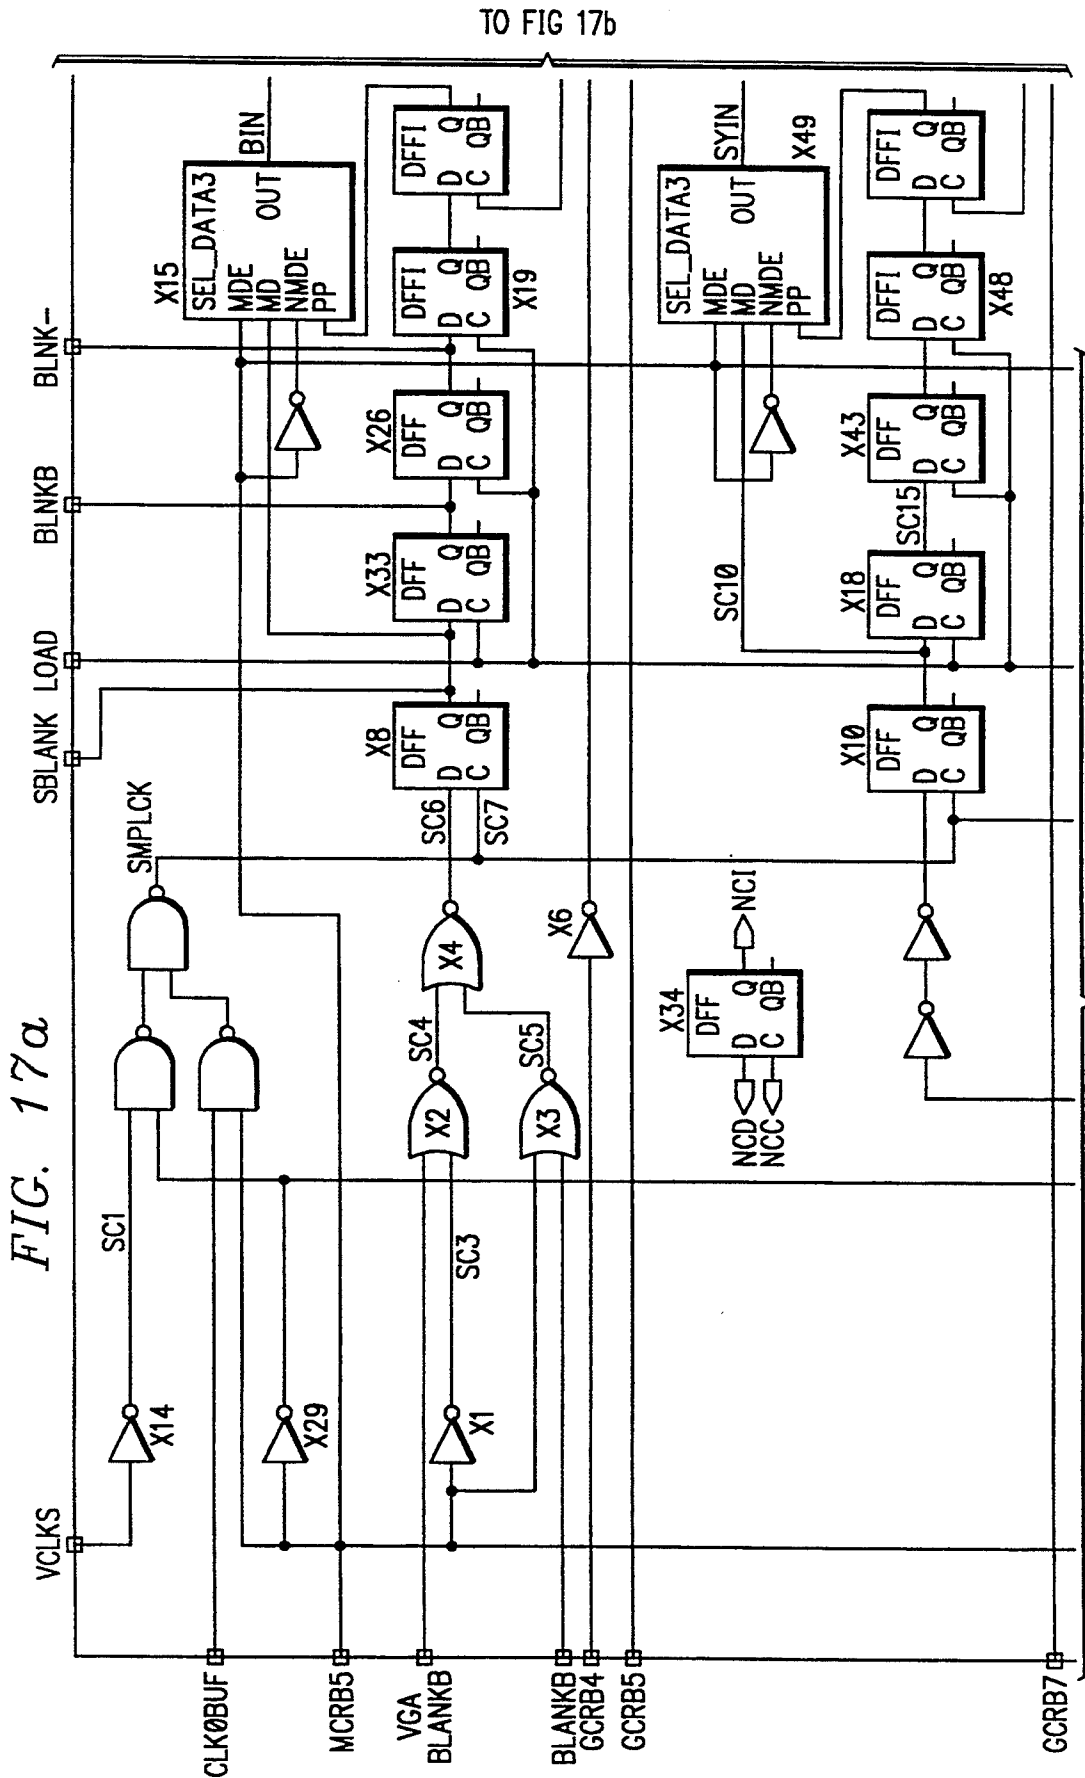 TO FIG 17b
FIG. 17a
VCLKS
SBLANK
LOAD
BLNKB
BLNK-
SMPLCK
SC1
X14
X29
X1
SC3
X2
SC4
X3
SC5
X4
SC6
SC7
X6
X8
DFF
D
Q
C
QB
X33
DFF
D
Q
C
QB
X26
DFF
D
Q
C
QB
X19
DFFI
D
Q
C
QB
DFFI
D
Q
C
QB
X15
SEL_DATA3
MDE
MD
OUT
NMDE
PP
BIN
X34
DFF
D
Q
C
QB
NCD
NCC
NCI
X10
DFF
D
Q
C
QB
SC10
X18
DFF
D
Q
C
QB
SC15
X43
DFF
D
Q
C
QB
X48
DFFI
D
Q
C
QB
DFFI
D
Q
C
QB
X49
SEL_DATA3
MDE
MD
OUT
NMDE
PP
SYIN
CLK0BUF
MCRB5
VGA
BLANKB
BLANKB
GCRB4
GCRB5
GCRB7